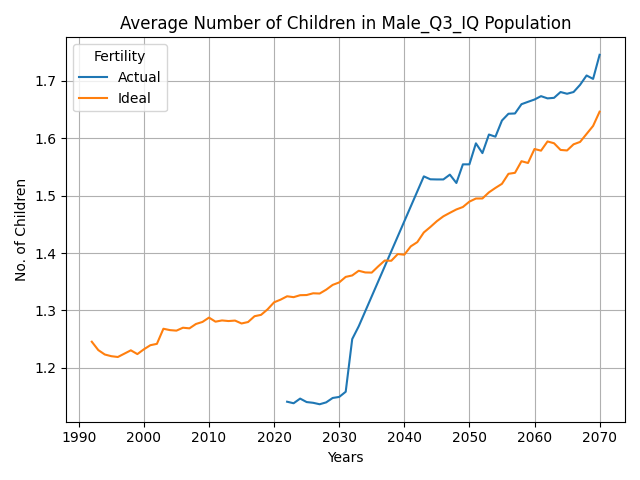 Average Number of Children in Male_Q3_IQ Population
Fertility
Actual
Ideal
No. of Children
1.7
1.6
1.5
1.4
1.3
1.2
1990 2000 2010 2020 2030 2040 2050 2060 2070
Years